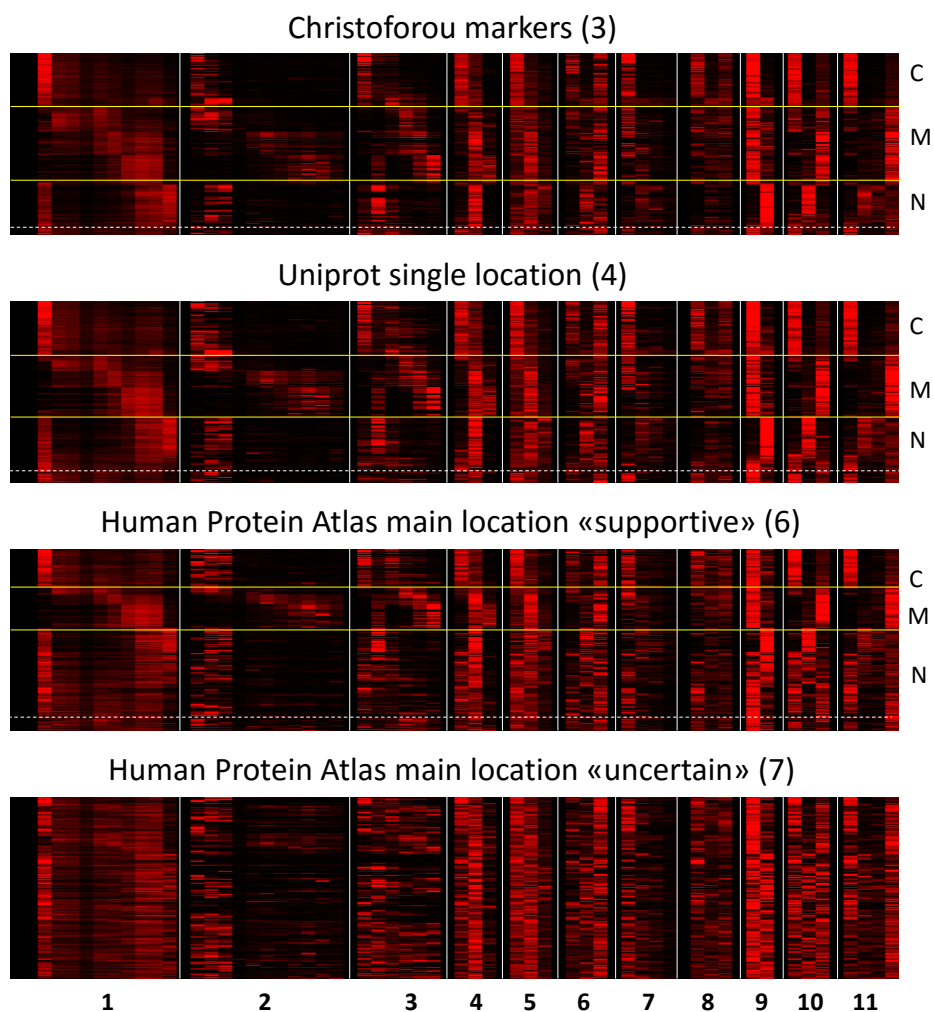 Christoforou markers (3)
C
M
N
Uniprot single location (4)
C
M
N
Human Protein Atlas main location «supportive» (6)
C
M
N
Human Protein Atlas main location «uncertain» (7)
1 2 3 4 5 6 7 8 9 10 11